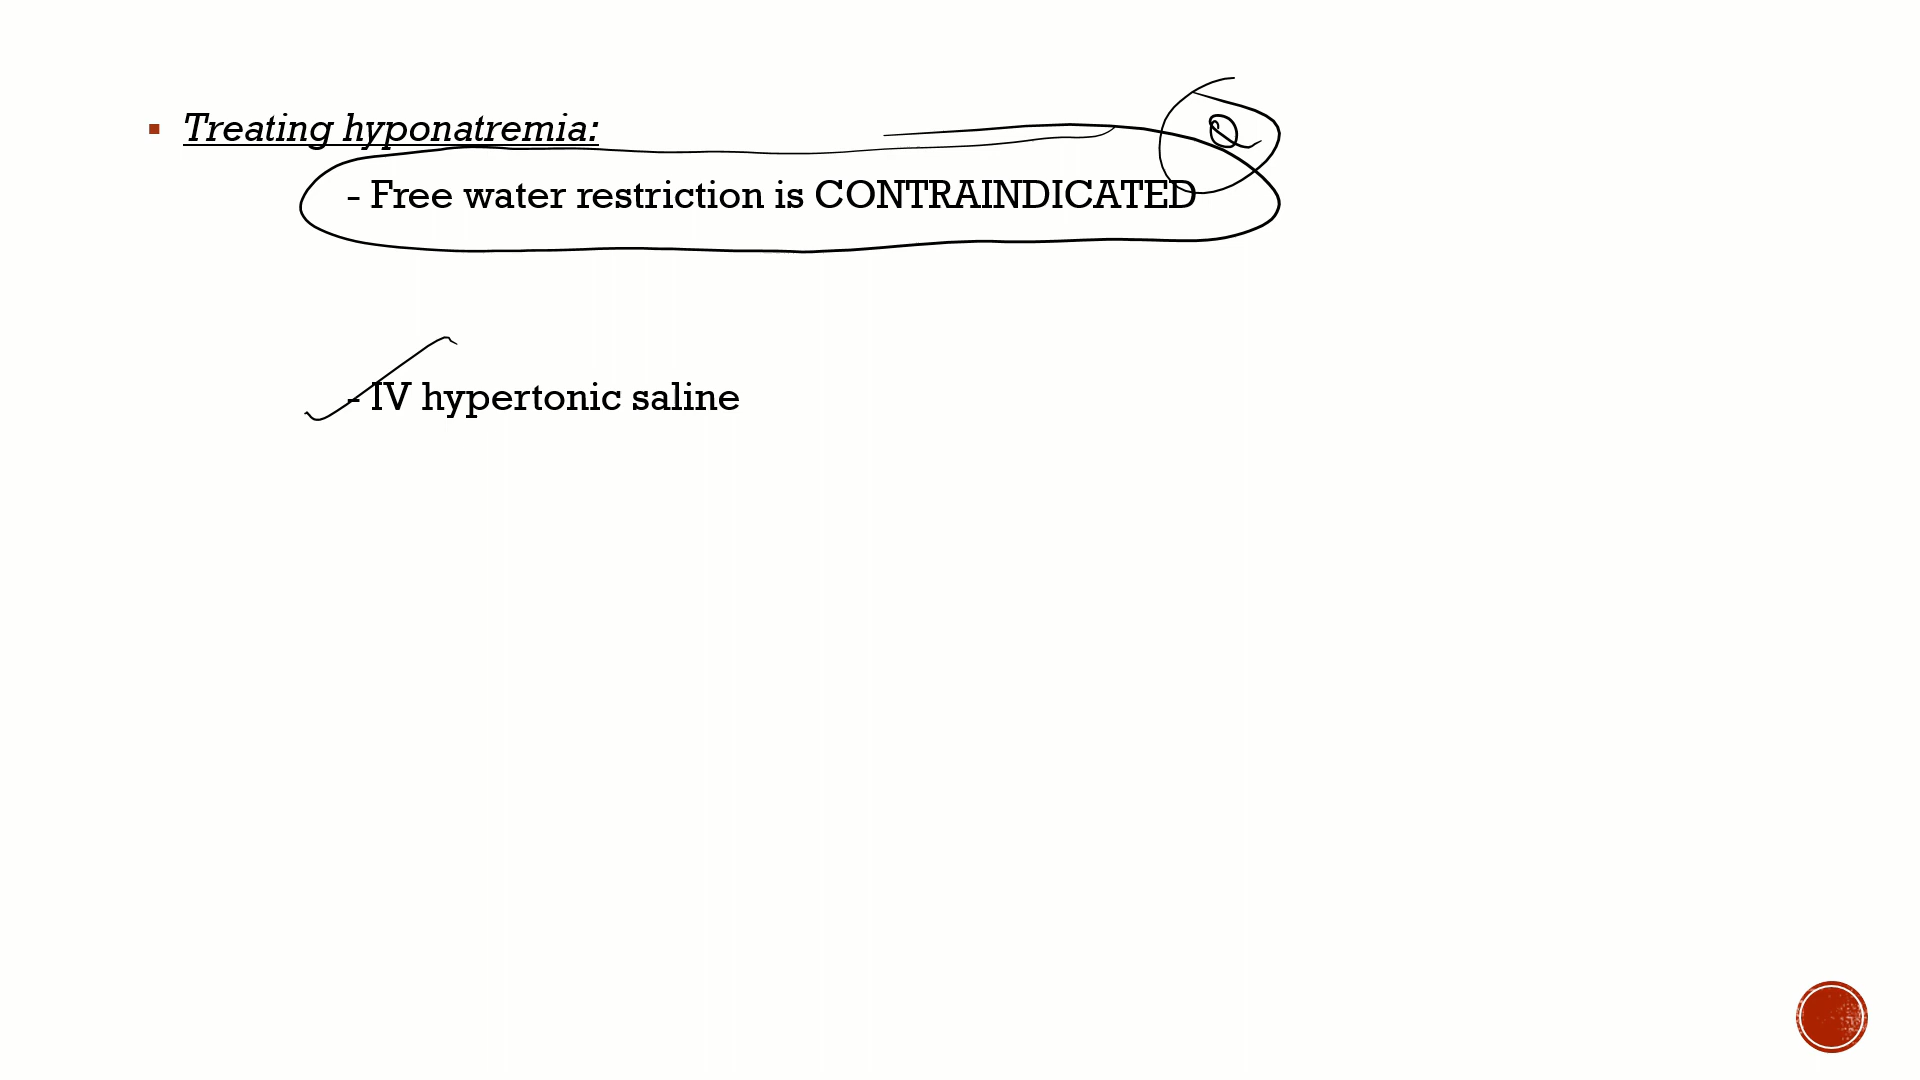 Treating hyponatremia:
- Free water restriction is CONTRAINDICATED
- IV hypertonic saline